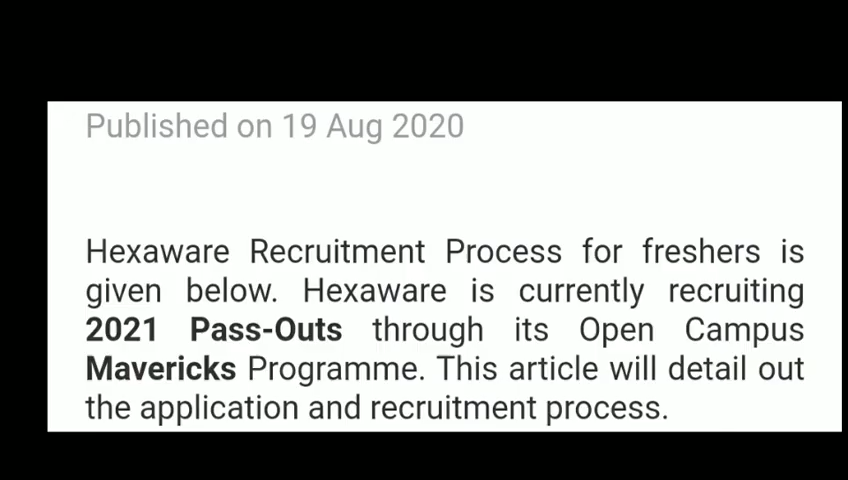 Published on 19 Aug 2020
Hexaware Recruitment Process for freshers is
given below. Hexaware is currently recruiting
2021 Pass-Outs through its Open Campus
Mavericks Programme. This article will detail out
the application and recruitment process.